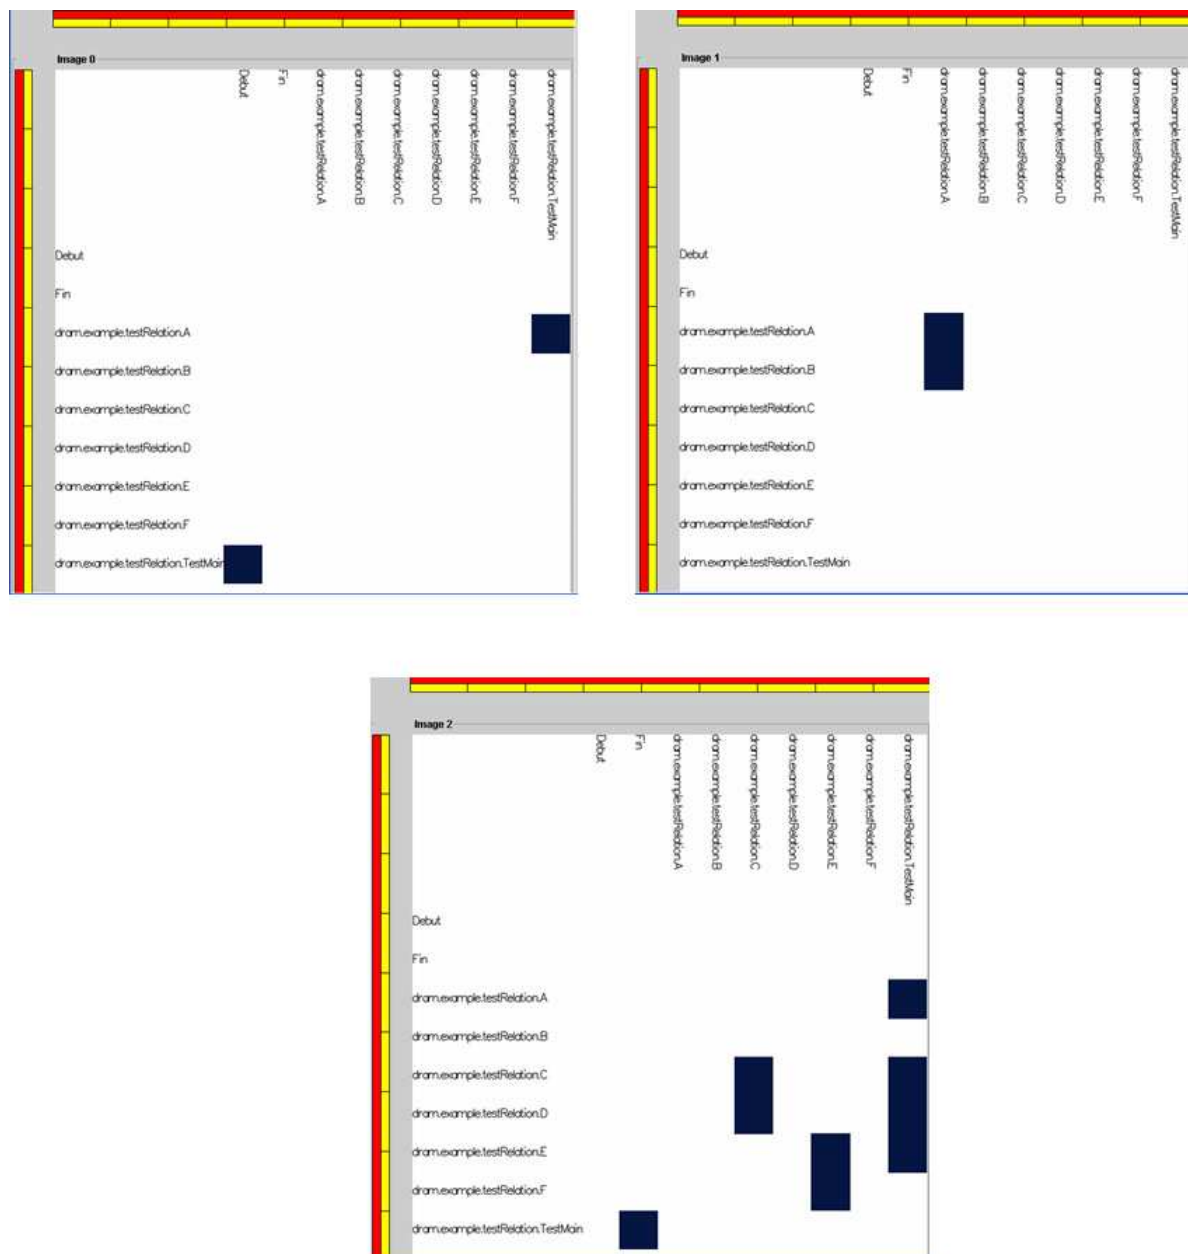 Image 0
Debut
Fin
dram.example.testRelation.A
dram.example.testRelation.B
dram.example.testRelation.C
dram.example.testRelation.D
dram.example.testRelation.E
dram.example.testRelation.F
dram.example.testRelation.TestMain
Debut
Fin
dram.example.testRelation.A
dram.example.testRelation.B
dram.example.testRelation.C
dram.example.testRelation.D
dram.example.testRelation.E
dram.example.testRelation.F
dram.example.testRelation.TestMain
Image 1
Debut
Fin
dram.example.testRelation.A
dram.example.testRelation.B
dram.example.testRelation.C
dram.example.testRelation.D
dram.example.testRelation.E
dram.example.testRelation.F
dram.example.testRelation.TestMain
Debut
Fin
dram.example.testRelation.A
dram.example.testRelation.B
dram.example.testRelation.C
dram.example.testRelation.D
dram.example.testRelation.E
dram.example.testRelation.F
dram.example.testRelation.TestMain
Image 2
Debut
Fin
dram.example.testRelation.A
dram.example.testRelation.B
dram.example.testRelation.C
dram.example.testRelation.D
dram.example.testRelation.E
dram.example.testRelation.F
dram.example.testRelation.TestMain
Debut
Fin
dram.example.testRelation.A
dram.example.testRelation.B
dram.example.testRelation.C
dram.example.testRelation.D
dram.example.testRelation.E
dram.example.testRelation.F
dram.example.testRelation.TestMain